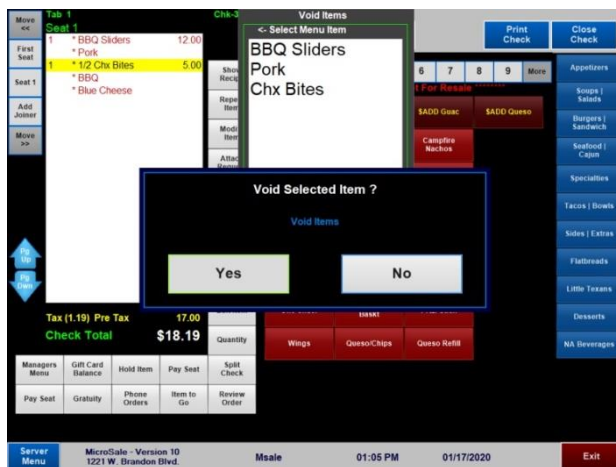 Move
<<
Tab 1
Seat 1
Chk-3
Void Items
<- Select Menu Item
Print
Check
Close
Check
First
Seat
Seat 1
Add
Joiner
Move
>>
1 * BBQ Sliders 12.00
* Pork
1 * 1/2 Chx Bites 5.00
* BBQ
* Blue Cheese
BBQ Sliders
Pork
Chx Bites
6 7 8 9 More
t For Resale ********
$ADD Guac
$ADD Queso
Campfire
Nachos
Appetizers
Soups |
Salads
Burgers |
Sandwich
Seafood |
Cajun
Specialties
Tacos | Bowls
Sides | Extras
Flatbreads
Little Texans
Desserts
NA Beverages
Void Selected Item ?
Void Items
Yes
No
Pg
Up
Pg
Dwn
Tax (1.19) Pre Tax 17.00
Check Total $18.19
Quantity
Baskt
Wings
Queso/Chips
Queso Refill
Managers
Menu
Gift Card
Balance
Hold Item
Pay Seat
Split
Check
Pay Seat
Gratuity
Phone
Orders
Item to
Go
Review
Order
Server
Menu
MicroSale - Version 10
1221 W. Brandon Blvd.
Msale
01:05 PM
01/17/2020
Exit